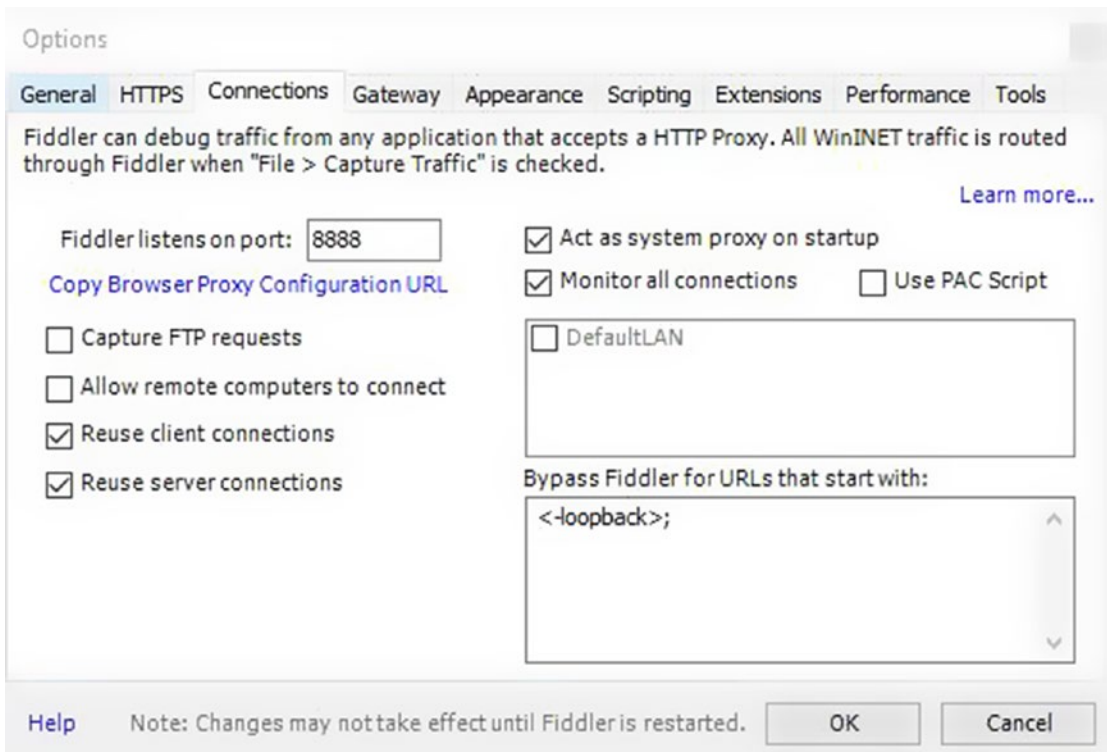 Options
General HTTPS Connections Gateway Appearance Scripting Extensions Performance Tools
Fiddler can debug traffic from any application that accepts a HTTP Proxy. All WinINET traffic is routed
through Fiddler when "File > Capture Traffic" is checked.
Learn more...
Fiddler listens on port: 8888
Copy Browser Proxy Configuration URL
Capture FTP requests
Allow remote computers to connect
Reuse client connections
Reuse server connections
Act as system proxy on startup
Monitor all connections Use PAC Script
DefaultLAN
Bypass Fiddler for URLs that start with:
<-loopback>;
Help Note: Changes may not take effect until Fiddler is restarted. OK Cancel